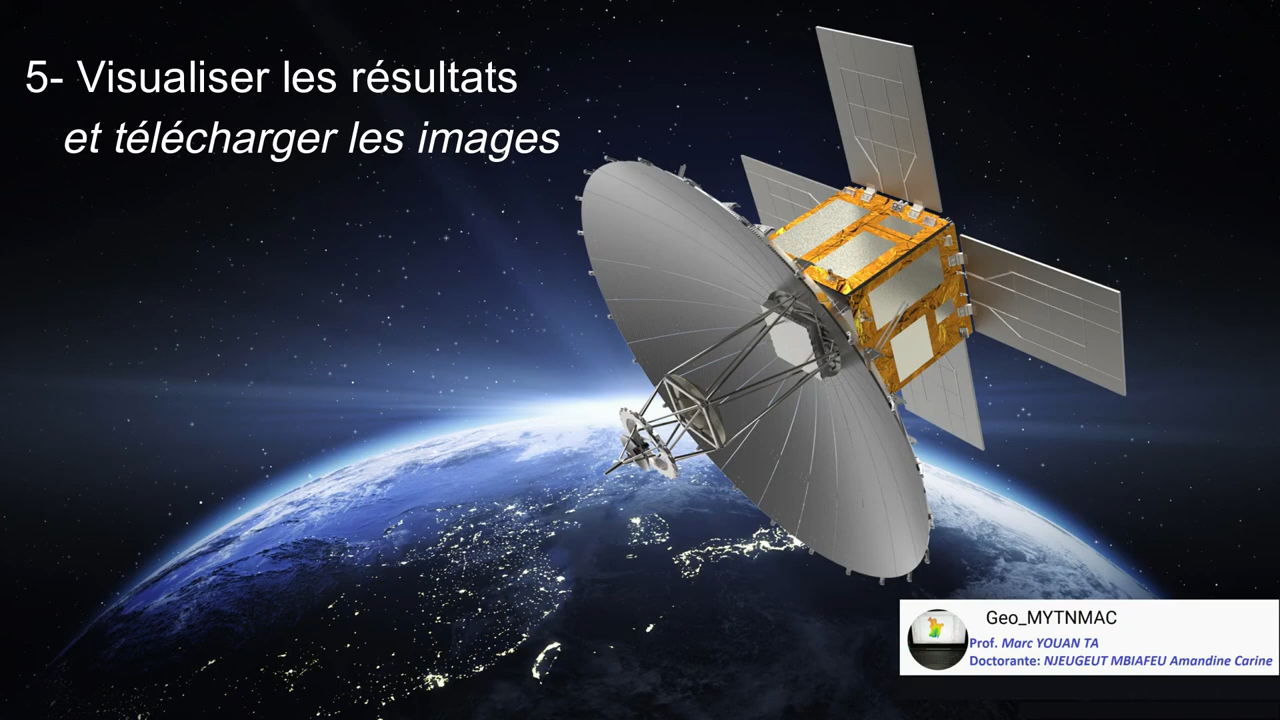 5- Visualiser les résultats
et télécharger les images
Geo_MYTNMAC
Prof. Marc YOUAN TA
Doctorante: NJEUGEUT MBIAFEU Amandine Carine